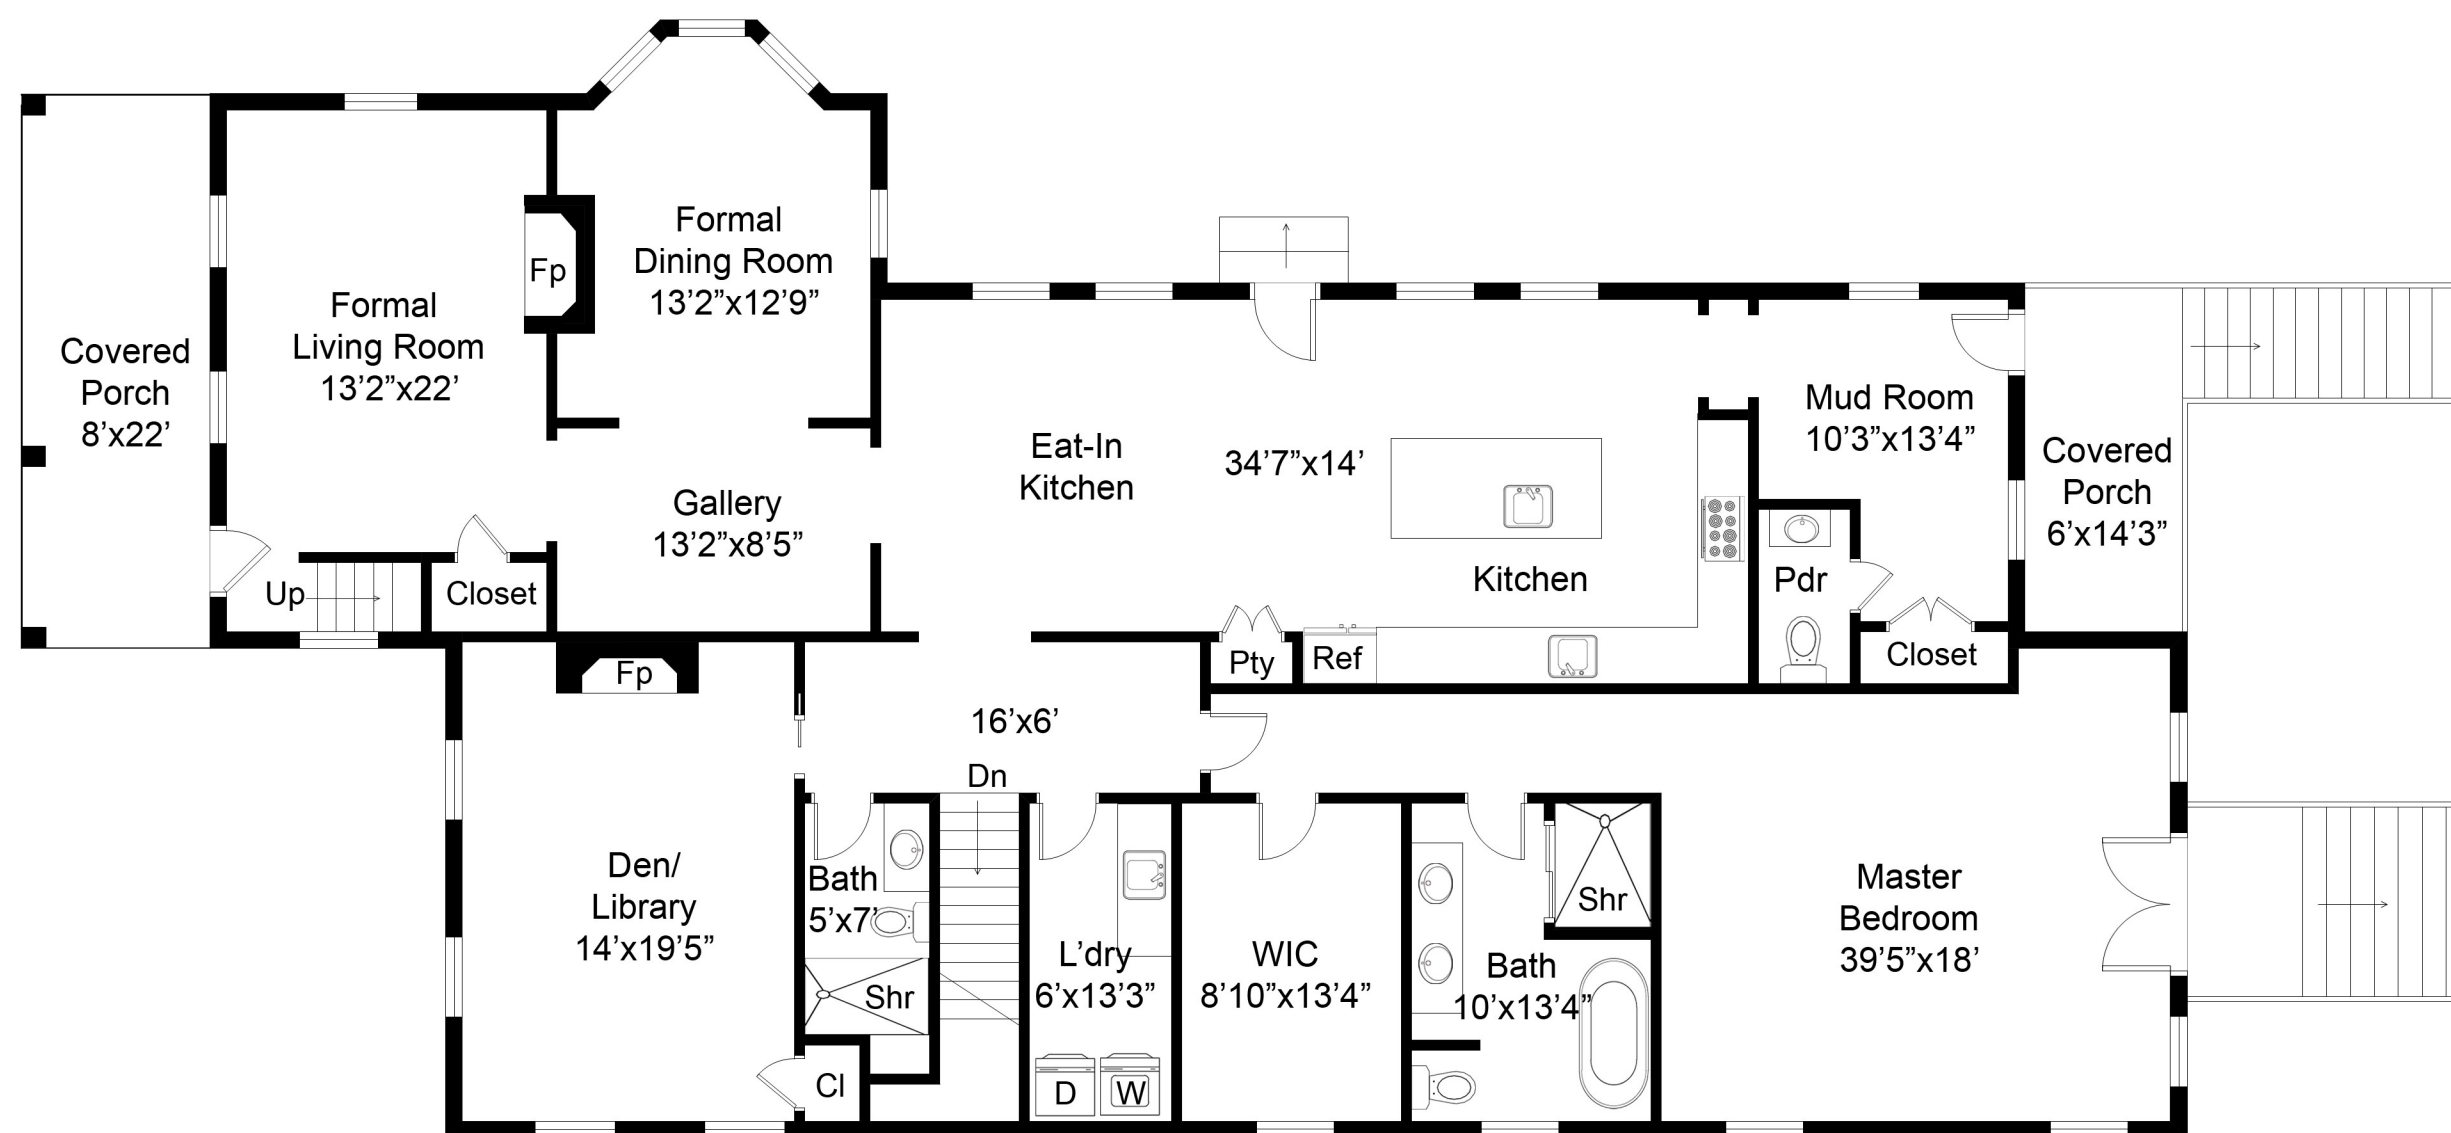 Covered
Porch
8’x22’
Formal
Living Room
13’2”x22’
Fp
Formal
Dining Room
13’2”x12’9”
Gallery
13’2”x8’5”
Up
Closet
Eat-In
Kitchen
34’7”x14’
Kitchen
Pty
Ref
Mud Room
10’3”x13’4”
Pdr
Closet
Covered
Porch
6’x14’3”
Fp
Den/
Library
14’x19’5”
16’x6’
Dn
Bath
5’x7’
Shr
Cl
L’dry
6’x13’3”
D
W
WIC
8’10”x13’4”
Bath
10’x13’4”
Shr
Master
Bedroom
39’5”x18’